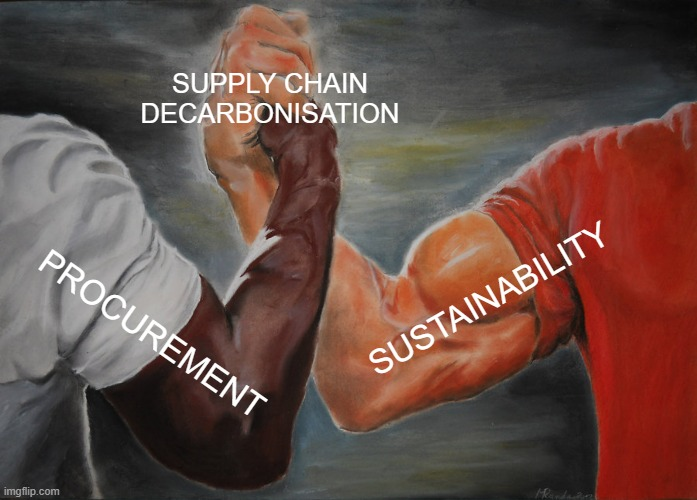 SUPPLY CHAIN
DECARBONISATION
PROCUREMENT
SUSTAINABILITY
imgflip.com